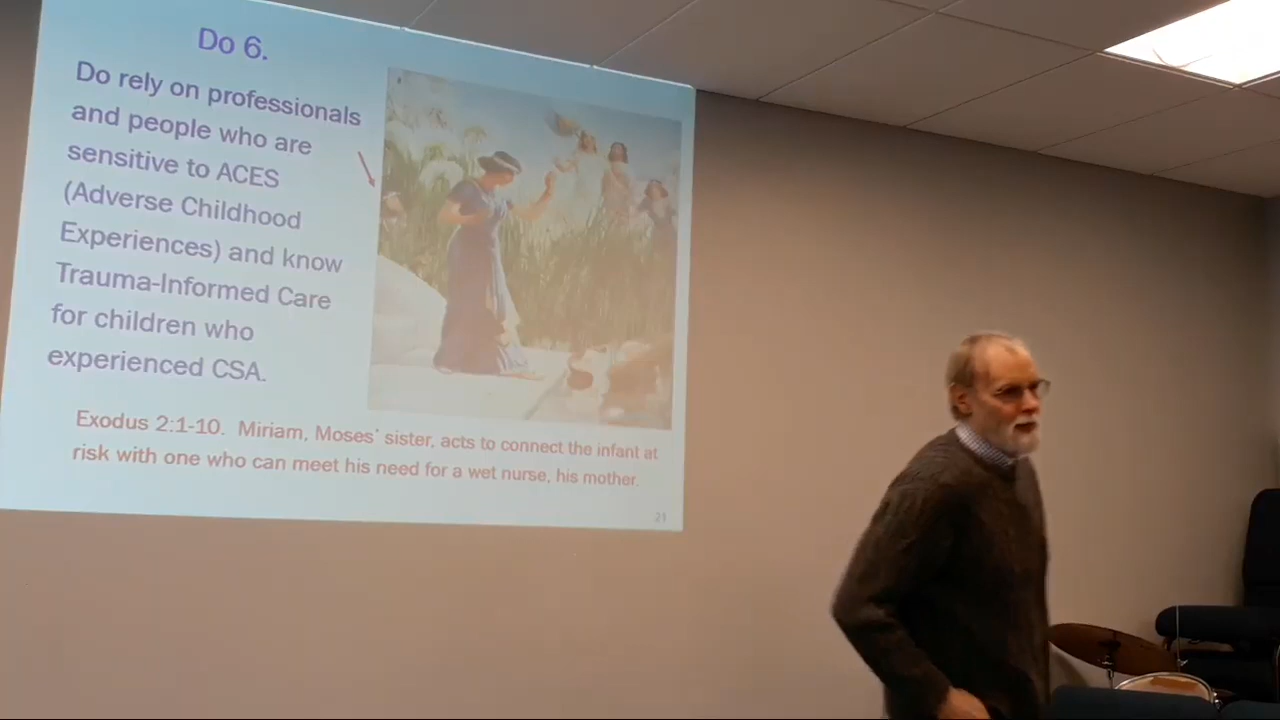 Do 6.
Do rely on professionals
and people who are
sensitive to ACES
(Adverse Childhood
Experiences) and know
Trauma-Informed Care
for children who
experienced CSA.
Exodus 2:1-10. Miriam, Moses' sister, acts to connect the infant at
risk with one who can meet his need for a wet nurse, his mother.
21